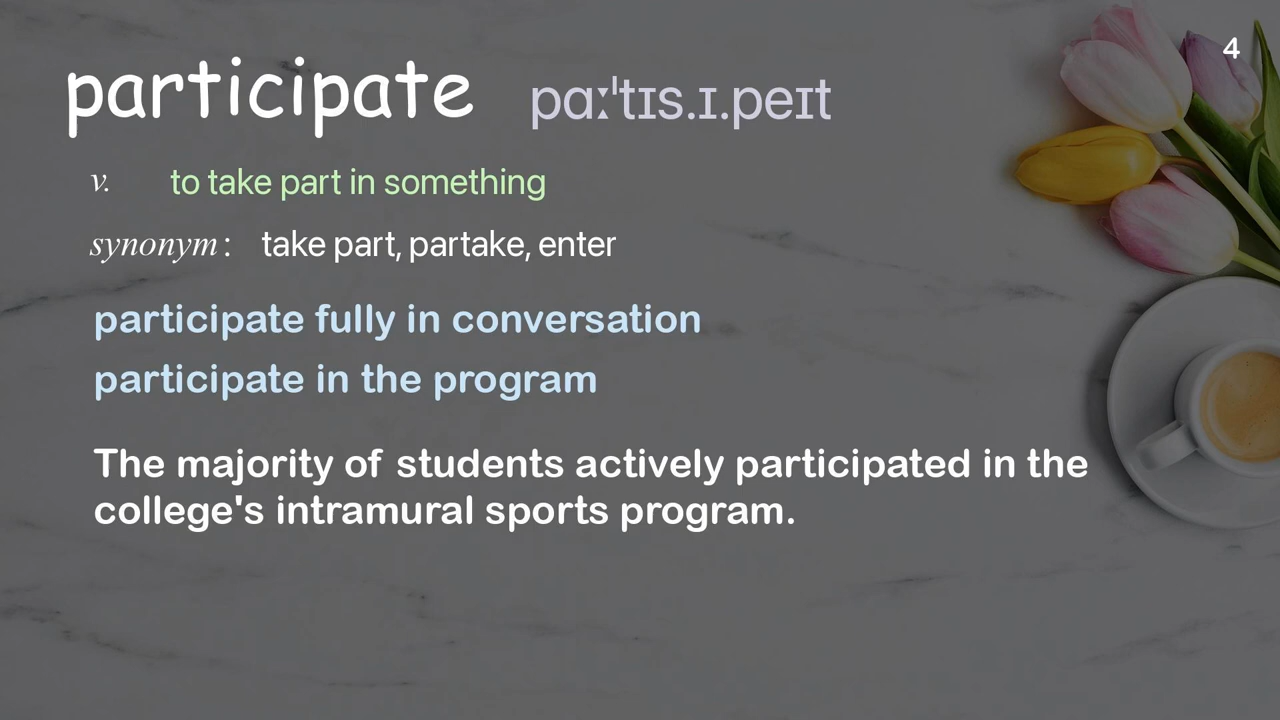 4
participate pɑːˈtɪs.ɪ.peɪt
v. to take part in something
synonym : take part, partake, enter
participate fully in conversation
participate in the program
The majority of students actively participated in the
college's intramural sports program.